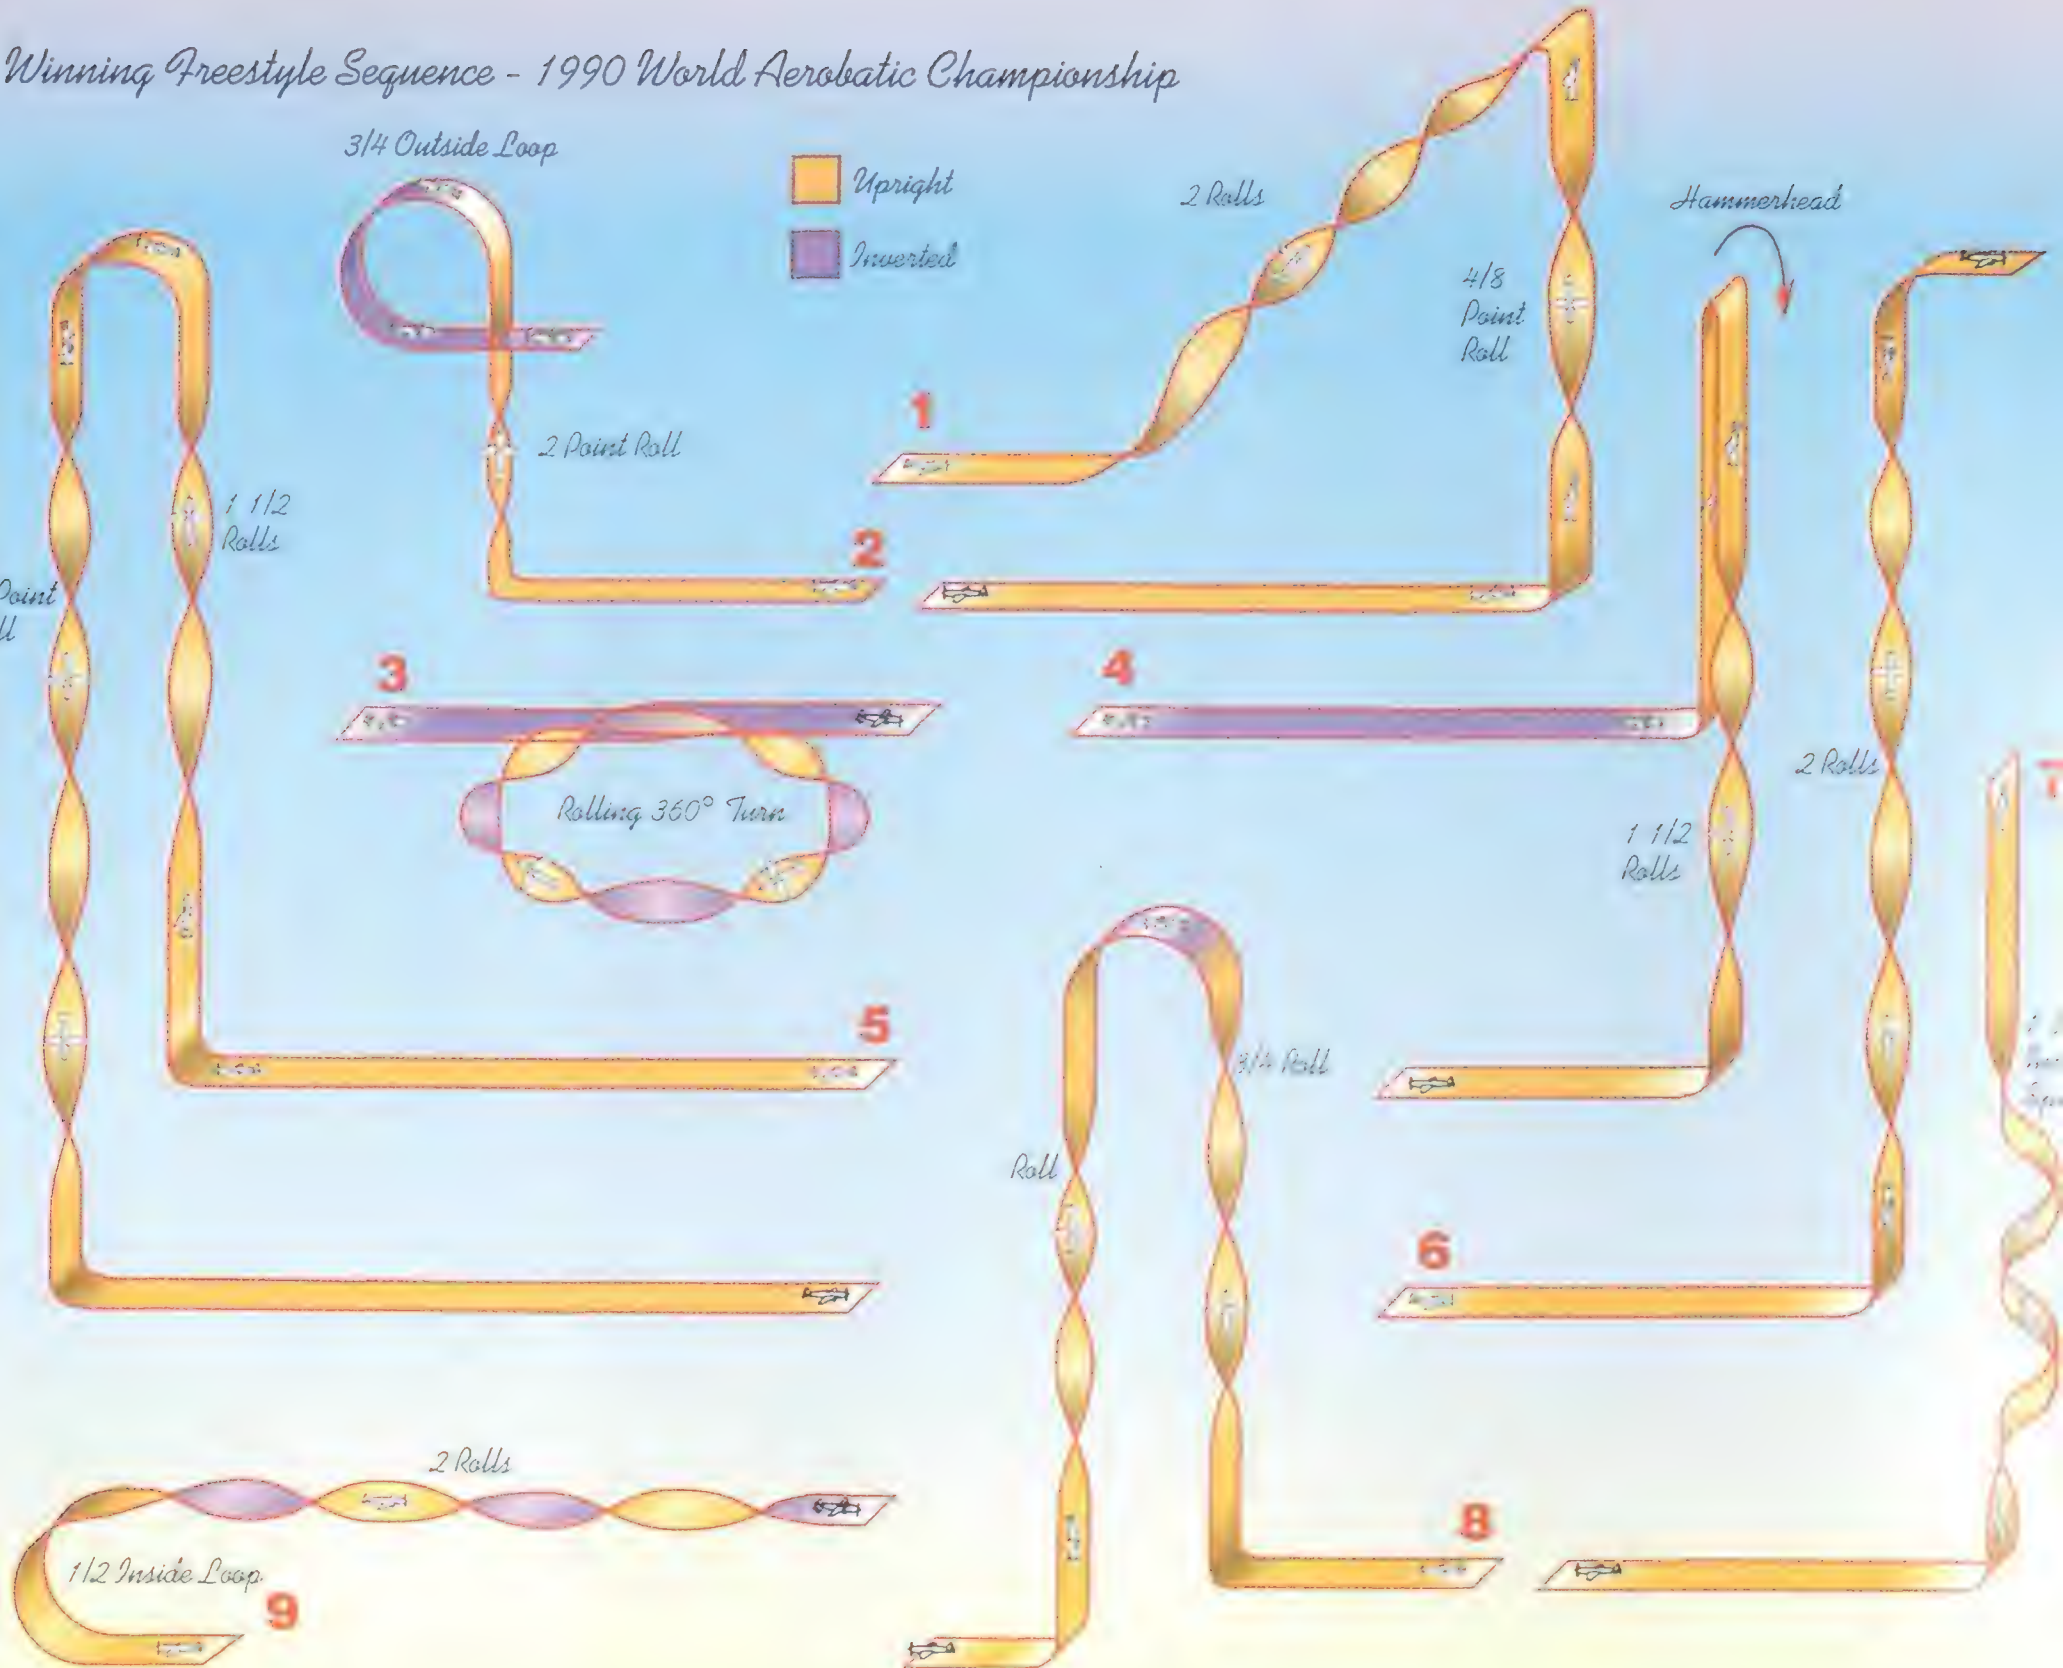 Winning Freestyle Sequence - 1990 World Aerobatic Championship
3/4 Outside Loop
Upright
Inverted
2 Rolls
Hammerhead
4/8
Point
Roll
1
2 Point Roll
1 1/2
Rolls
2
Point
3
4
Rolling 360° Turn
2 Rolls
7
1 1/2
Rolls
5
3/4 Roll
Roll
6
2 Rolls
8
1/2 Inside Loop
9